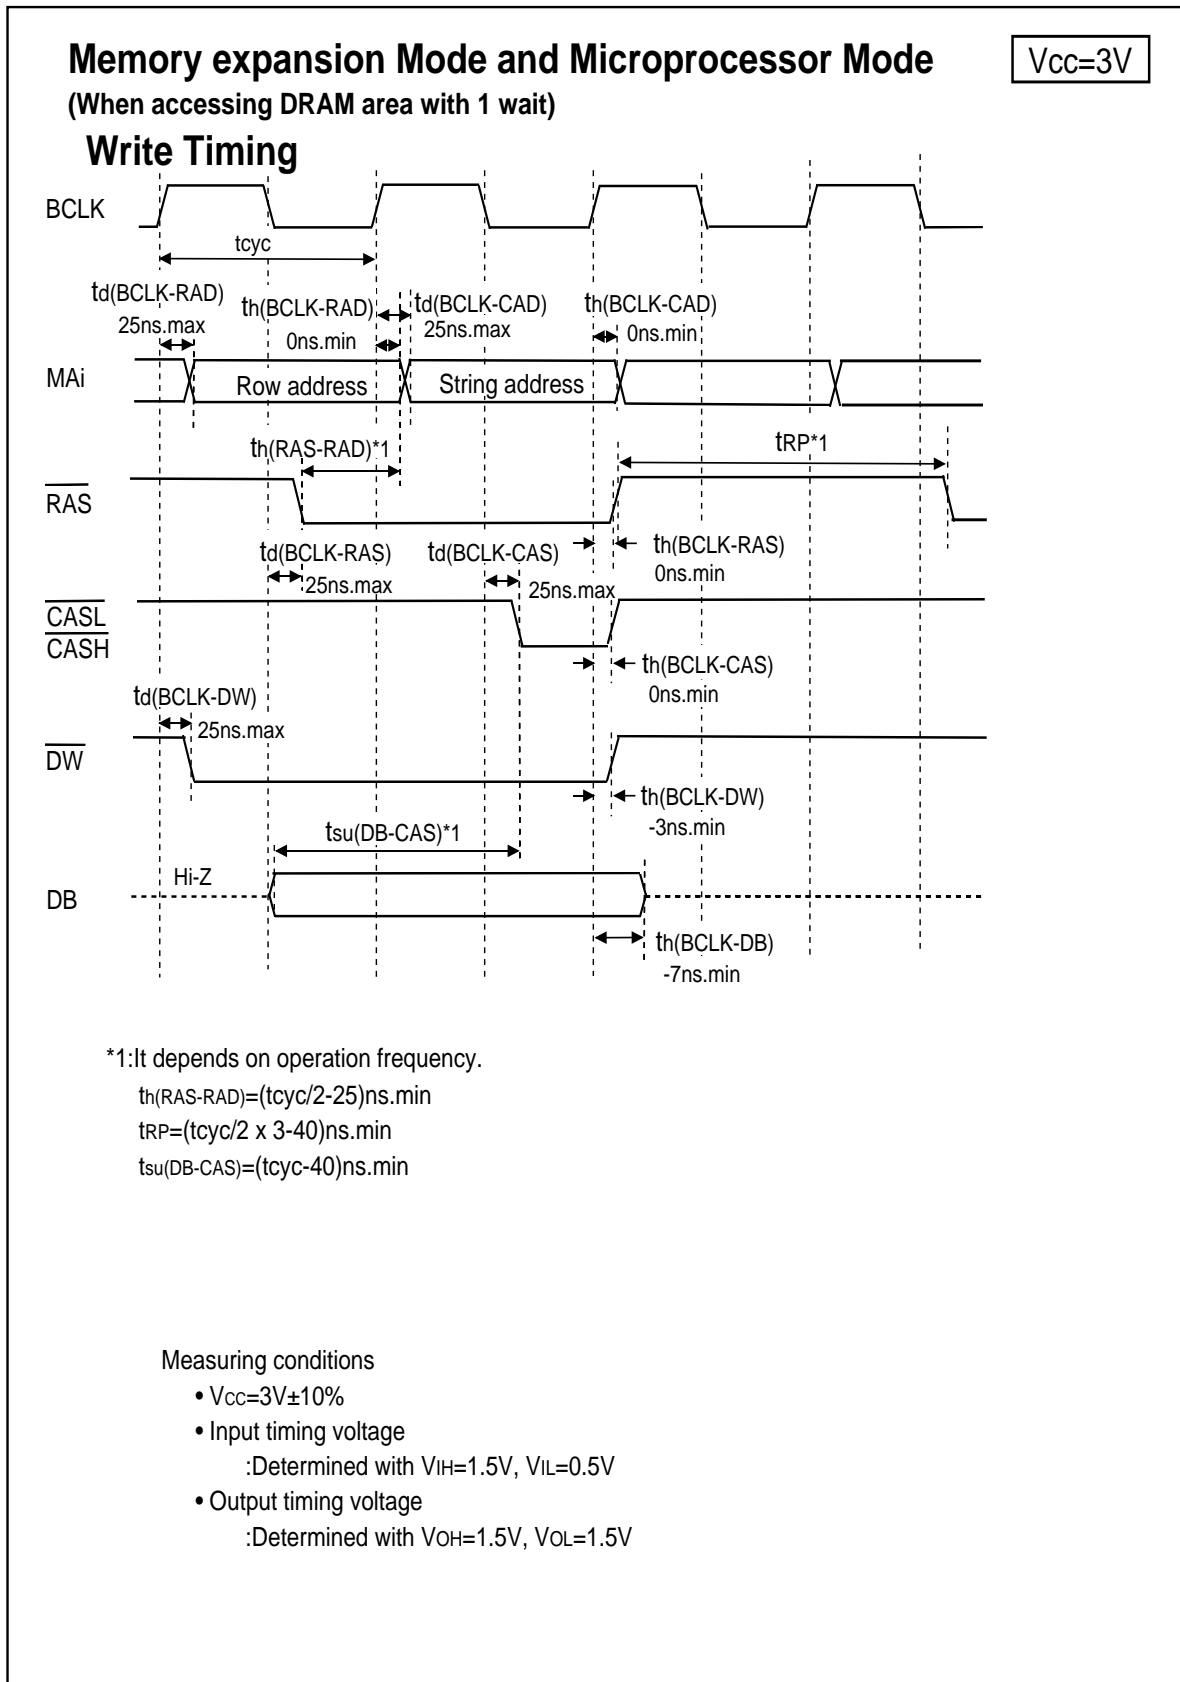 Memory expansion Mode and Microprocessor Mode
Vcc=3V
(When accessing DRAM area with 1 wait)
Write Timing
BCLK
tcyc
td(BCLK-RAD)
25ns.max
th(BCLK-RAD)
0ns.min
td(BCLK-CAD)
25ns.max
th(BCLK-CAD)
0ns.min
MAi
Row address
String address
th(RAS-RAD)*1
tRP*1
RAS
td(BCLK-RAS)
25ns.max
td(BCLK-CAS)
25ns.max
th(BCLK-RAS)
0ns.min
CASL
CASH
th(BCLK-CAS)
0ns.min
td(BCLK-DW)
25ns.max
DW
th(BCLK-DW)
-3ns.min
tsu(DB-CAS)*1
Hi-Z
DB
th(BCLK-DB)
-7ns.min
*1:It depends on operation frequency.
th(RAS-RAD)=(tcyc/2-25)ns.min
tRP=(tcyc/2 x 3-40)ns.min
tsu(DB-CAS)=(tcyc-40)ns.min
Measuring conditions
• VCC=3V±10%
• Input timing voltage
:Determined with VIH=1.5V, VIL=0.5V
• Output timing voltage
:Determined with VOH=1.5V, VOL=1.5V